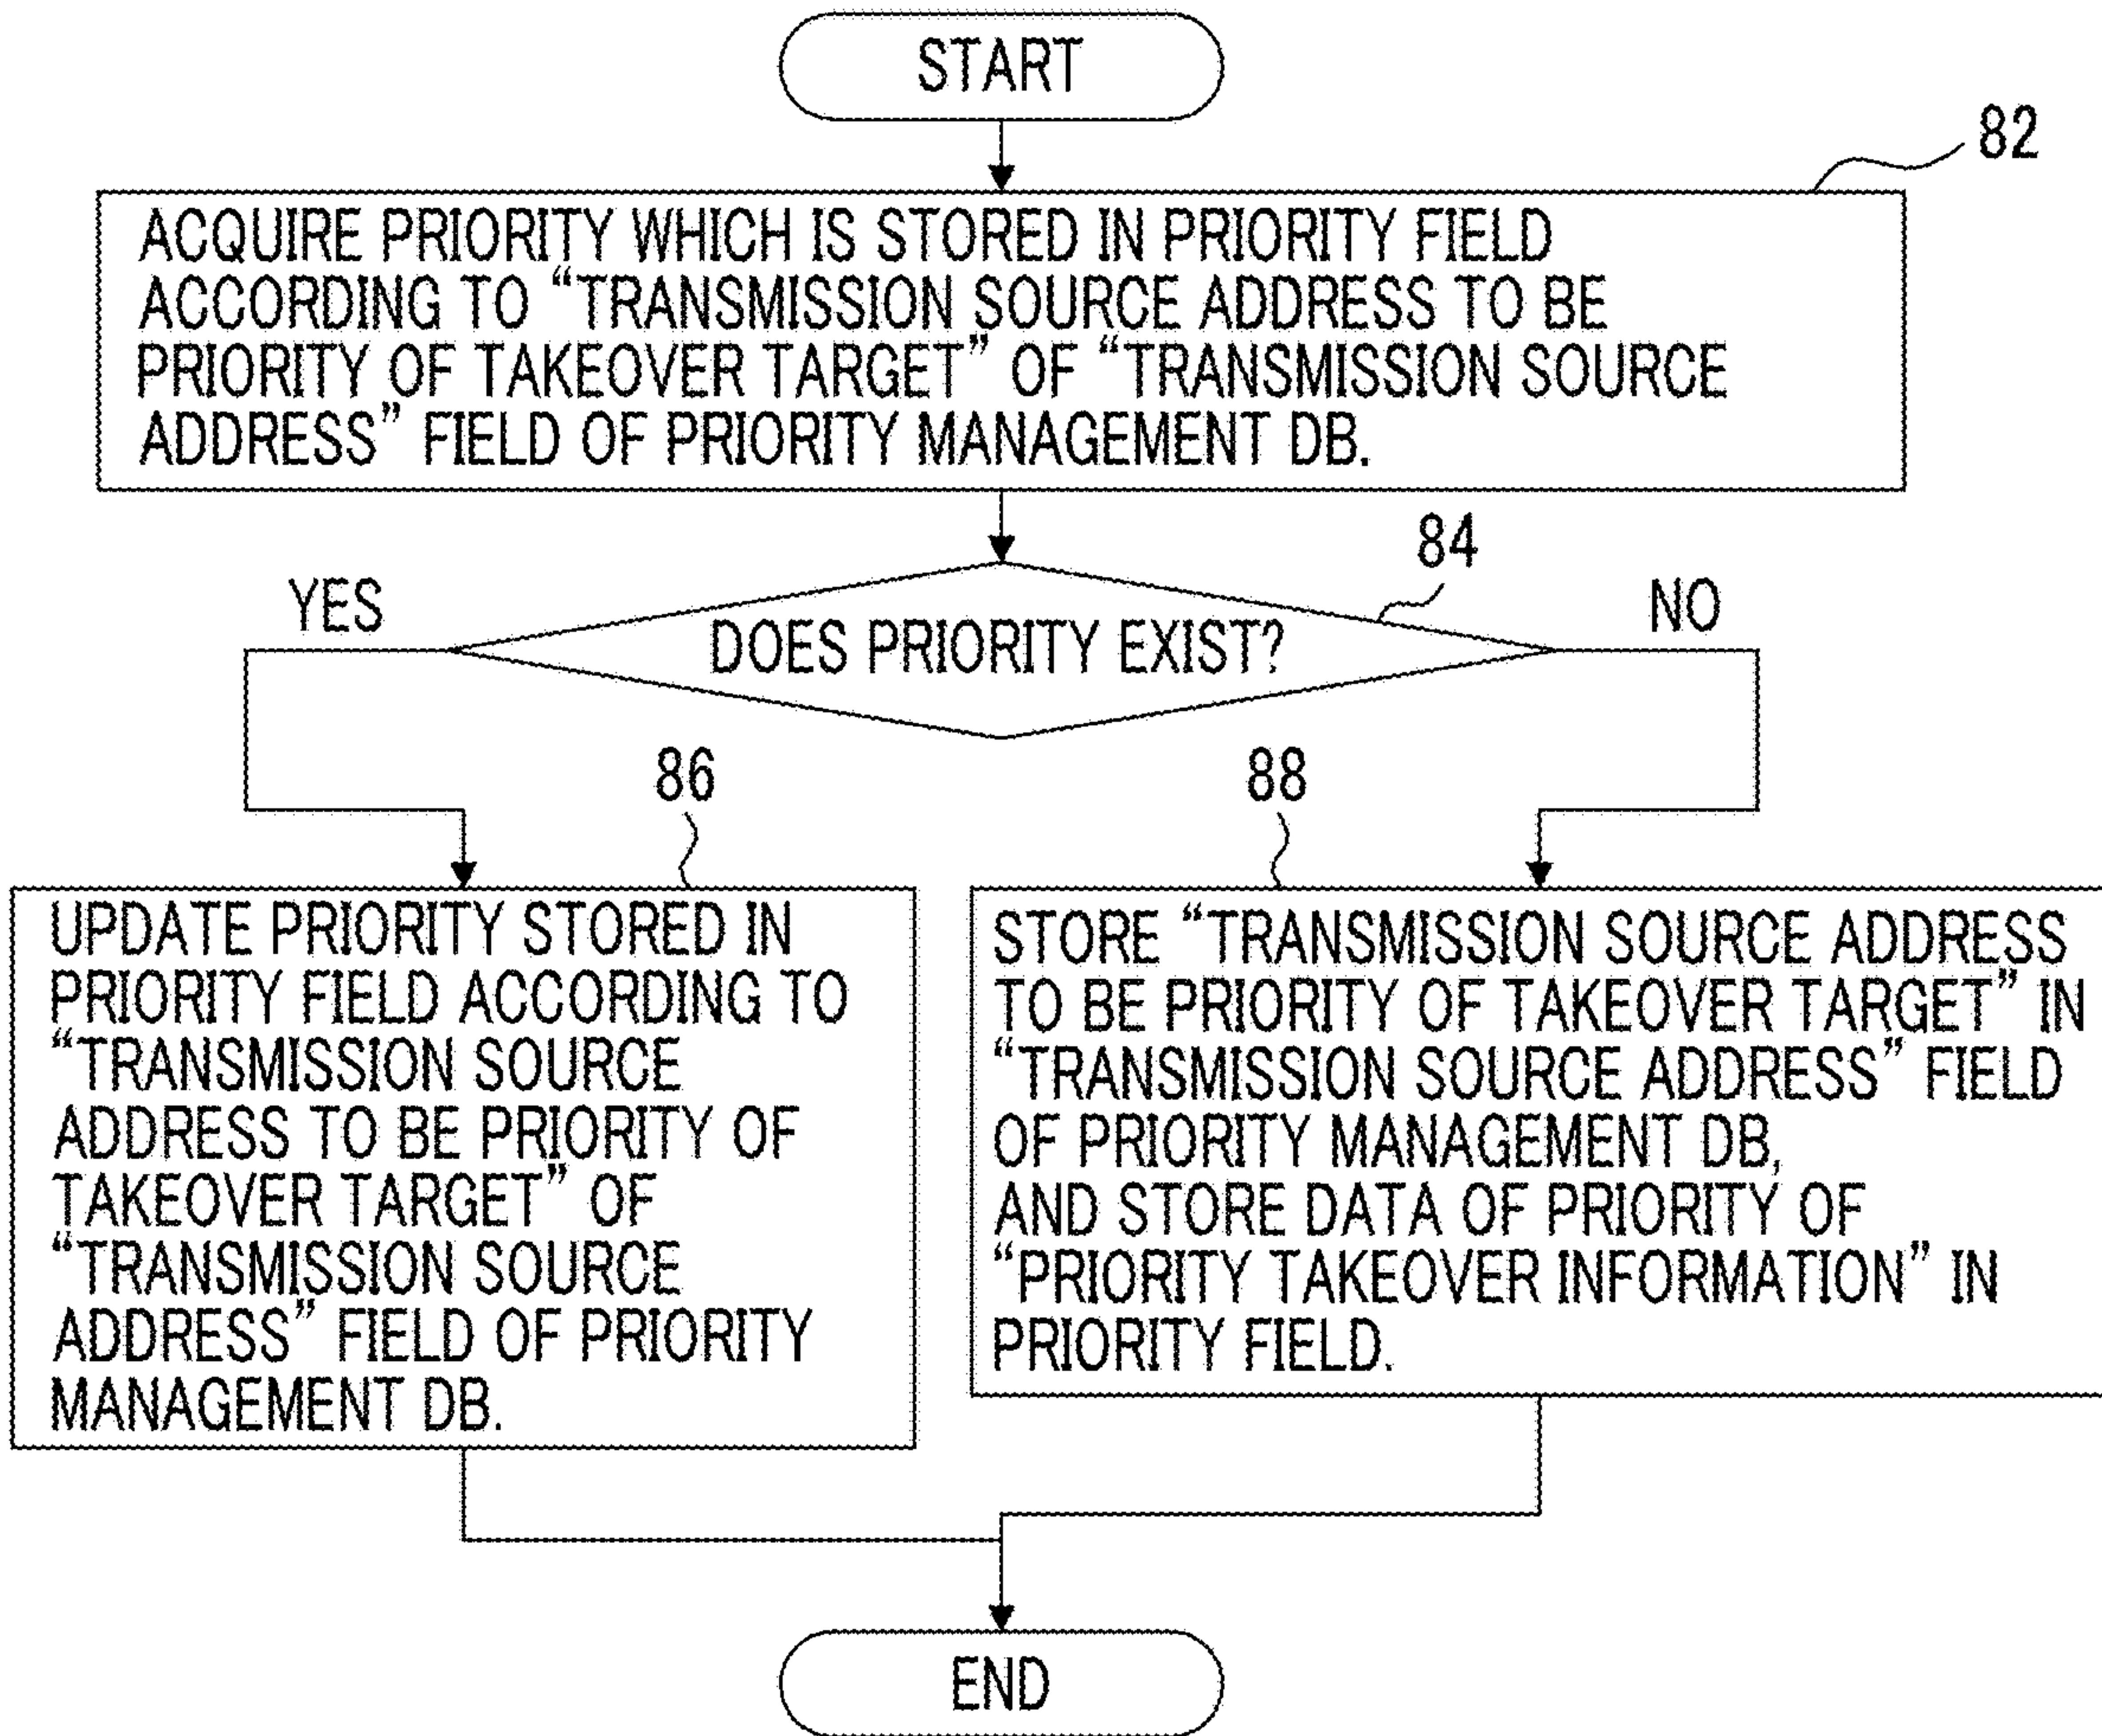 START
82
ACQUIRE PRIORITY WHICH IS STORED IN PRIORITY FIELD
ACCORDING TO “TRANSMISSION SOURCE ADDRESS TO BE
PRIORITY OF TAKEOVER TARGET” OF “TRANSMISSION SOURCE
ADDRESS” FIELD OF PRIORITY MANAGEMENT DB.
84
YES
NO
DOES PRIORITY EXIST?
86
88
UPDATE PRIORITY STORED IN
PRIORITY FIELD ACCORDING TO
“TRANSMISSION SOURCE
ADDRESS TO BE PRIORITY OF
TAKEOVER TARGET” OF
“TRANSMISSION SOURCE
ADDRESS” FIELD OF PRIORITY
MANAGEMENT DB.
STORE “TRANSMISSION SOURCE ADDRESS
TO BE PRIORITY OF TAKEOVER TARGET” IN
“TRANSMISSION SOURCE ADDRESS” FIELD
OF PRIORITY MANAGEMENT DB,
AND STORE DATA OF PRIORITY OF
“PRIORITY TAKEOVER INFORMATION” IN
PRIORITY FIELD.
END